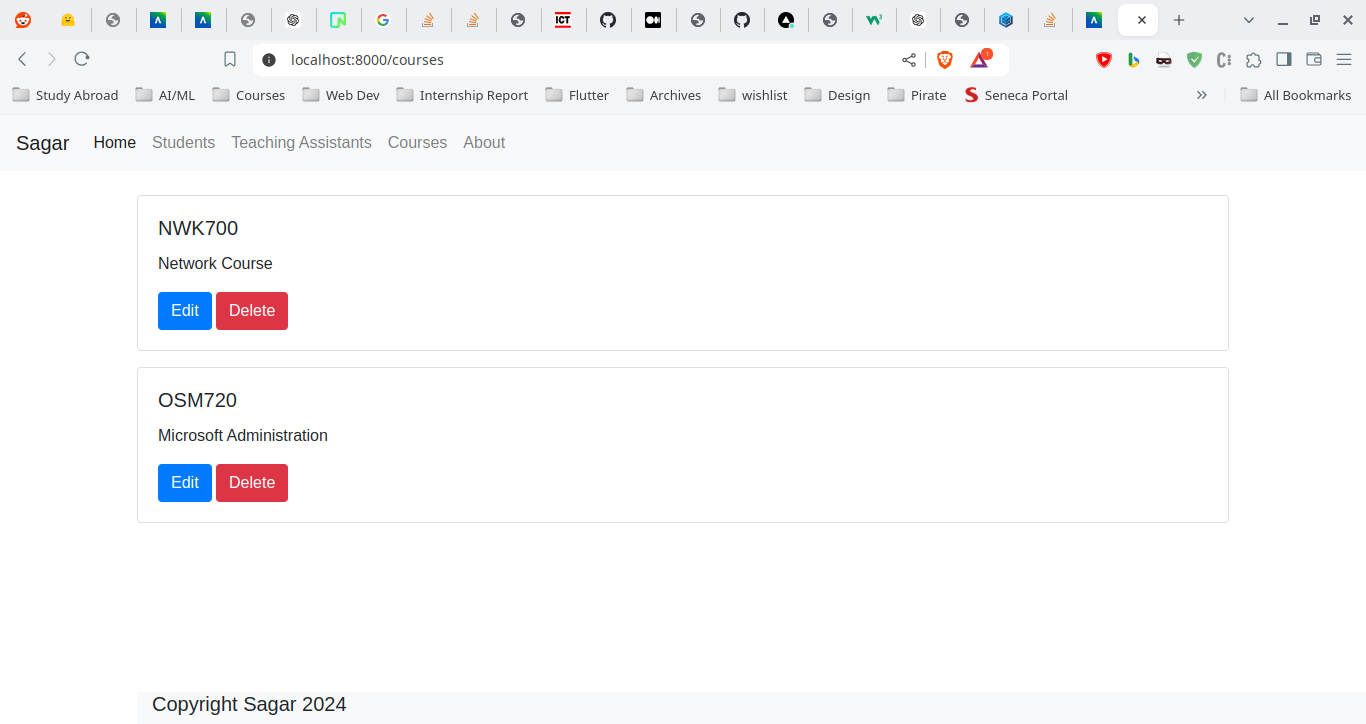 ICT
localhost:8000/courses
1
Study Abroad AI/ML Courses Web Dev Internship Report Flutter Archives wishlist Design Pirate Seneca Portal » All Bookmarks
Sagar Home Students Teaching Assistants Courses About
NWK700
Network Course
Edit Delete
OSM720
Microsoft Administration
Edit Delete
Copyright Sagar 2024